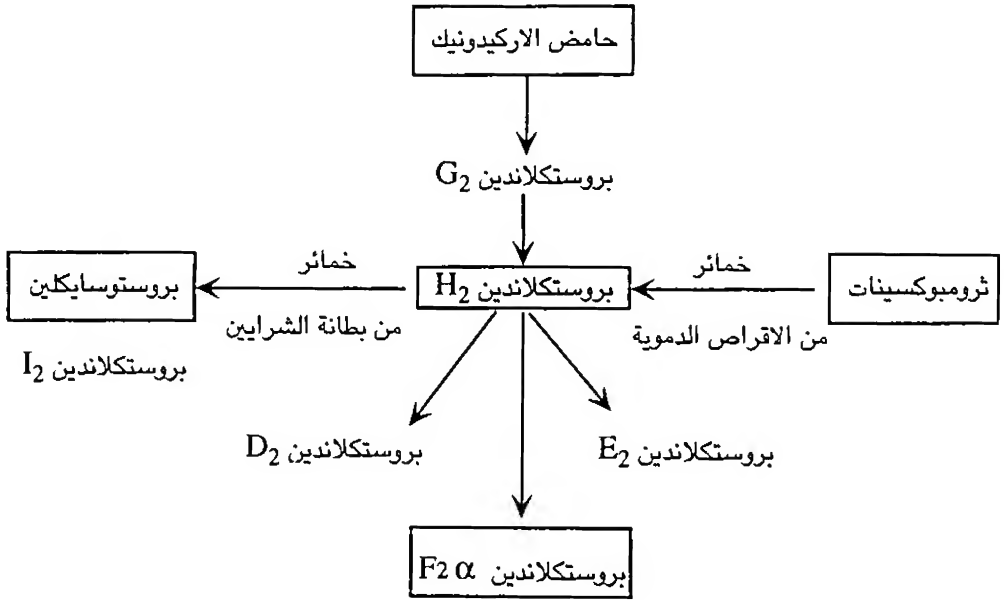 حامض الاركيدونيك
بروستكلاندين G2
ثرومبوكسينات
خمائر
من الاقراص الدموية
بروستكلاندين H2
خمائر
من بطانة الشرايين
بروستوسايكلين
بروستكلاندين I2
بروستكلاندين E2
بروستكلاندين D2
بروستكلاندين F2 α